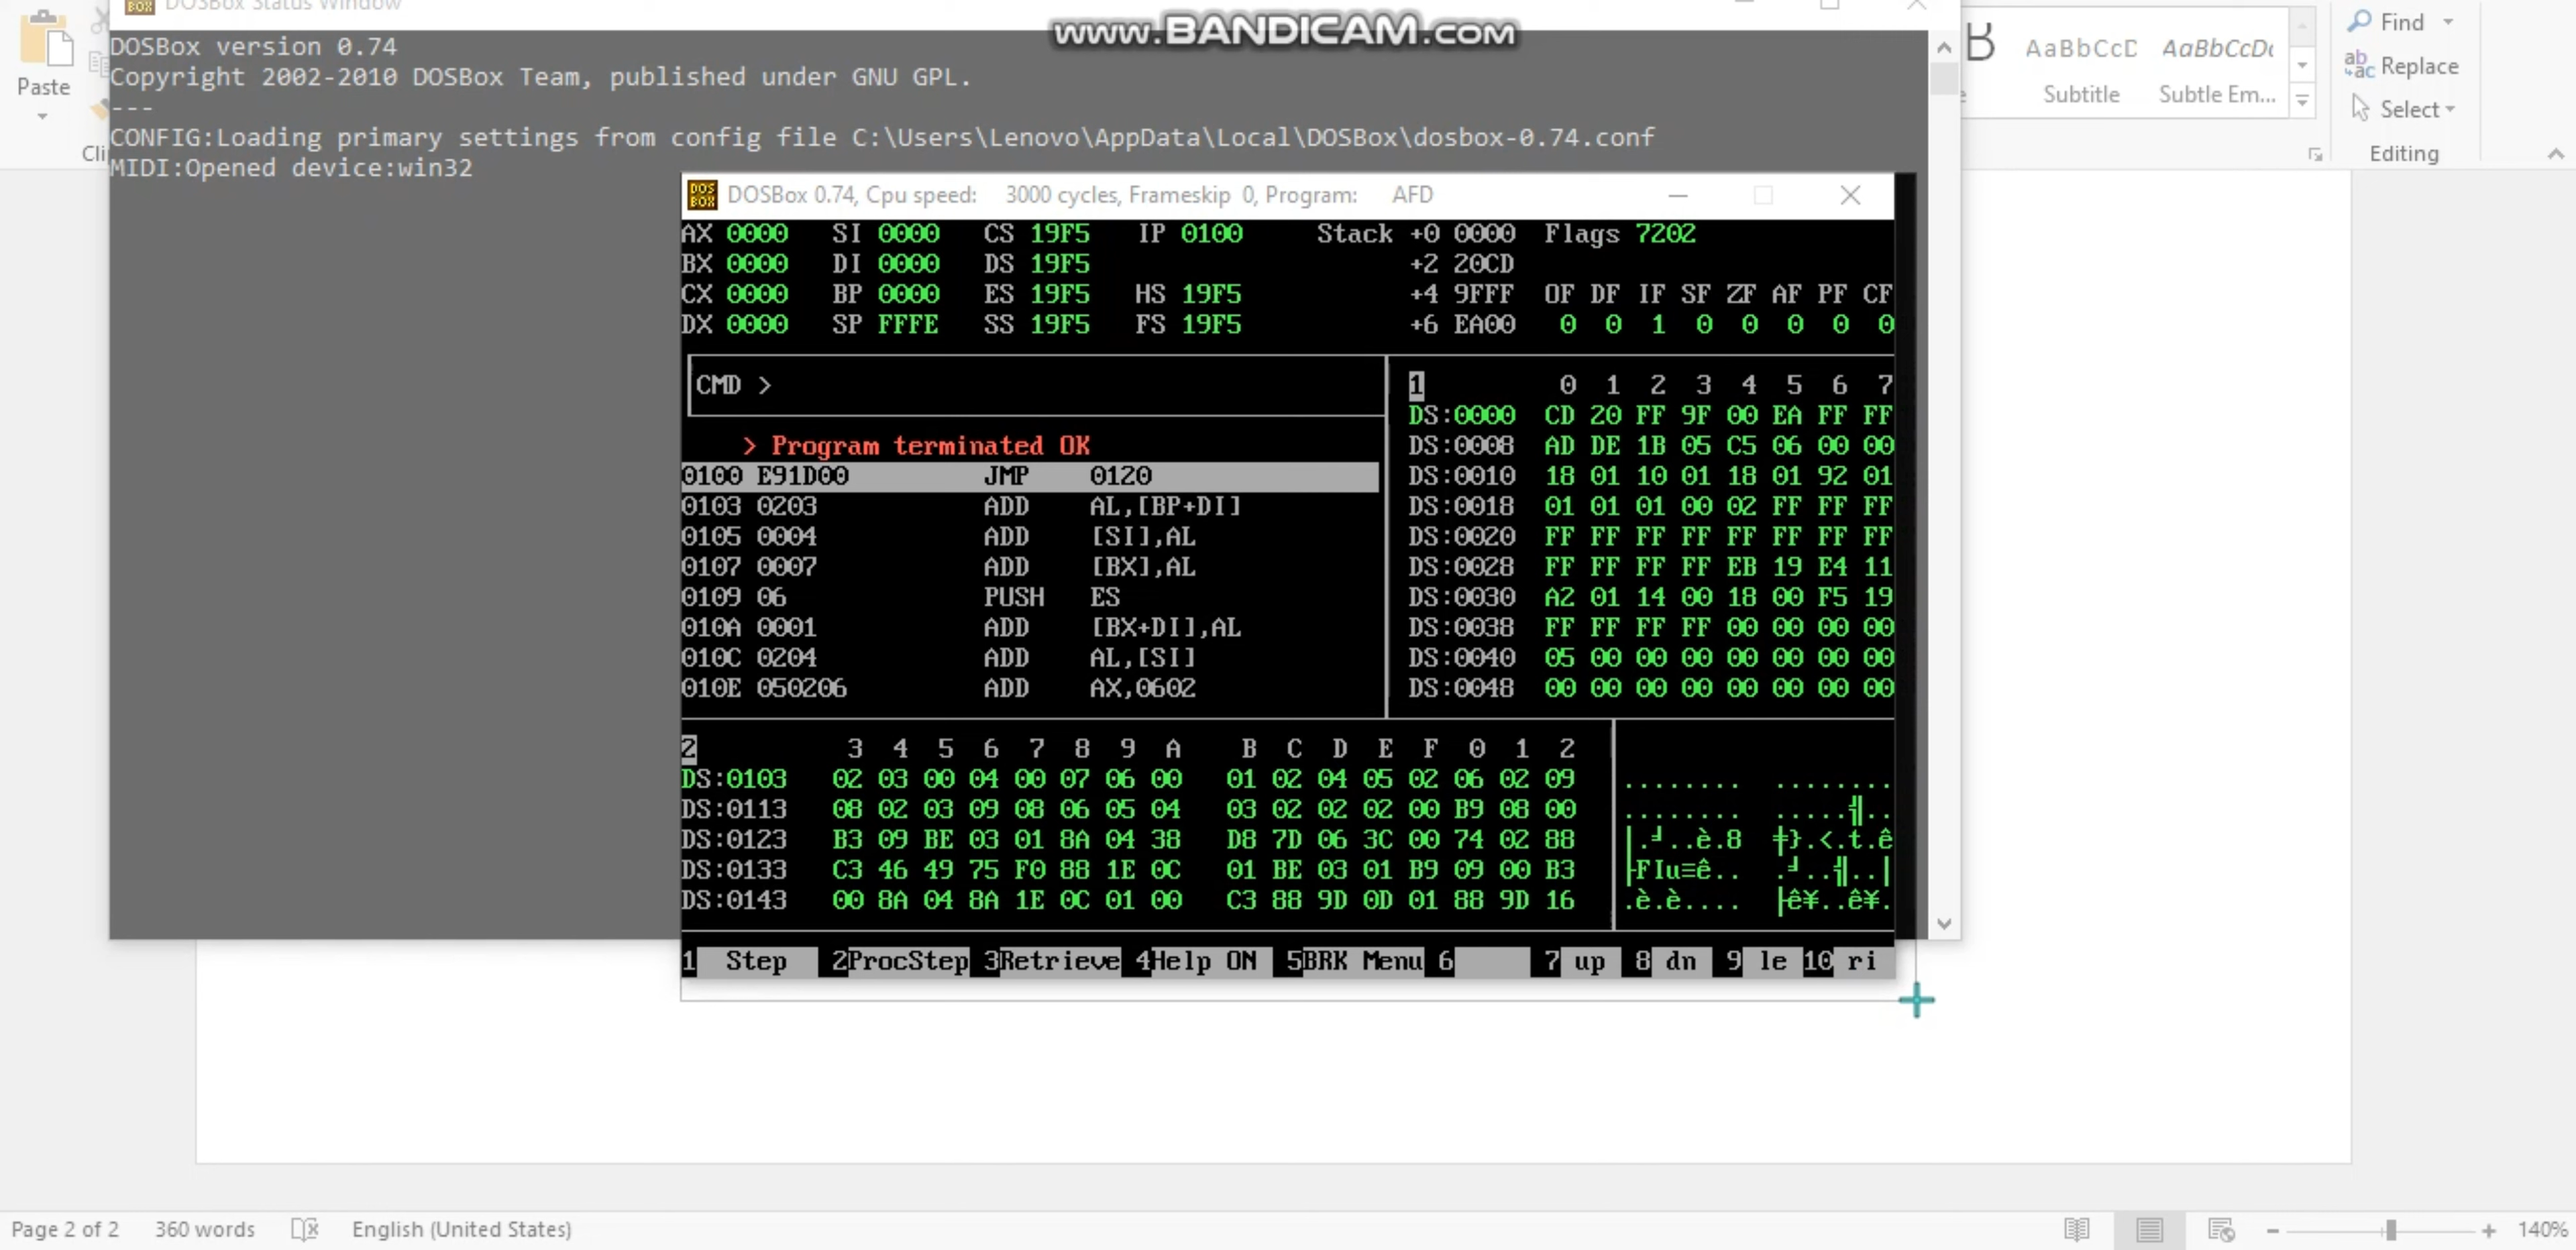 www.BANDICAM.com
DOSBox Status Window
Paste
DOSBox version 0.74
Copyright 2002-2010 DOSBox Team, published under GNU GPL.
---
CONFIG:Loading primary settings from config file C:\Users\Lenovo\AppData\Local\DOSBox\dosbox-0.74.conf
MIDI:Opened device:win32
AaBbCcD AaBbCcDc
Subtitle Subtle Em...
Find
Replace
Select
Editing
DOSBox 0.74, Cpu speed: 3000 cycles, Frameskip 0, Program: AFD
AX 0000 SI 0000 CS 19F5 IP 0100 Stack +0 0000 Flags 7202
BX 0000 DI 0000 DS 19F5 +2 20CD
CX 0000 BP 0000 ES 19F5 HS 19F5 +4 9FFF OF DF IF SF ZF AF PF CF
DX 0000 SP FFFE SS 19F5 FS 19F5 +6 EA00 0 0 1 0 0 0 0 0
CMD >
> Program terminated OK
0100 E91D00 JMP 0120
0103 0203 ADD AL,[BP+DI]
0105 0004 ADD [SI],AL
0107 0007 ADD [BX],AL
0109 06 PUSH ES
010A 0001 ADD [BX+DI],AL
010C 0204 ADD AL,[SI]
010E 050206 ADD AX,0602
1 0 1 2 3 4 5 6 7
DS:0000 CD 20 FF 9F 00 EA FF FF
DS:0008 AD DE 1B 05 C5 06 00 00
DS:0010 18 01 10 01 18 01 92 01
DS:0018 01 01 01 00 02 FF FF FF
DS:0020 FF FF FF FF FF FF FF FF
DS:0028 FF FF FF FF EB 19 E4 11
DS:0030 A2 01 14 00 18 00 F5 19
DS:0038 FF FF FF FF 00 00 00 00
DS:0040 05 00 00 00 00 00 00 00
DS:0048 00 00 00 00 00 00 00 00
2 3 4 5 6 7 8 9 A B C D E F 0 1 2
DS:0103 02 03 00 04 00 07 06 00 01 02 04 05 02 06 02 09 ........ ........
DS:0113 08 02 03 09 08 06 05 04 03 02 02 02 00 B9 08 00 ........ .....╣..
DS:0123 B3 09 BE 03 01 8A 04 38 D8 7D 06 3C 00 74 02 88 │.╛..è.8 ╪}.<.t.ê
DS:0133 C3 46 49 75 F0 88 1E 0C 01 BE 03 01 B9 09 00 B3 ├FIu≡ê.. .╛..╣..│
DS:0143 00 8A 04 8A 1E 0C 01 00 C3 88 9D 0D 01 88 9D 16 .è.è.... ├ê¥..ê¥.
1 Step 2ProcStep 3Retrieve 4Help ON 5BRK Menu 6 7 up 8 dn 9 le 10 ri
Page 2 of 2 360 words English (United States) 140%